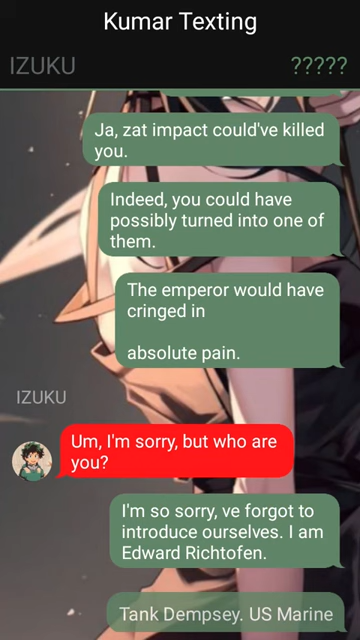 Kumar Texting
IZUKU
?????
Ja, zat impact could've killed
you.
Indeed, you could have
possibly turned into one of
them.
The emperor would have
cringed in
absolute pain.
IZUKU
Um, I'm sorry, but who are
you?
I'm so sorry, ve forgot to
introduce ourselves. I am
Edward Richtofen.
Tank Dempsey. US Marine